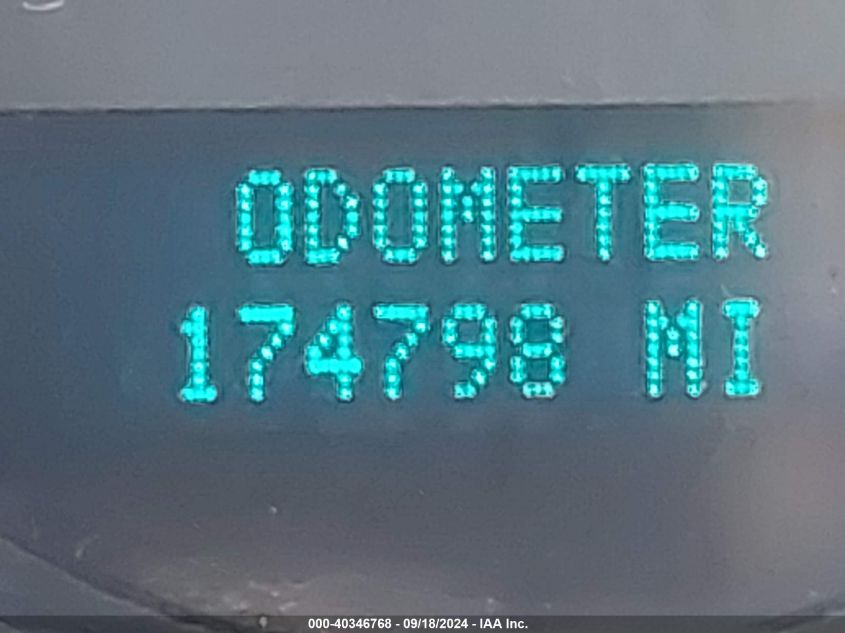 ODOMETER
174798 MI
000-40346768 - 09/18/2024 - IAA Inc.